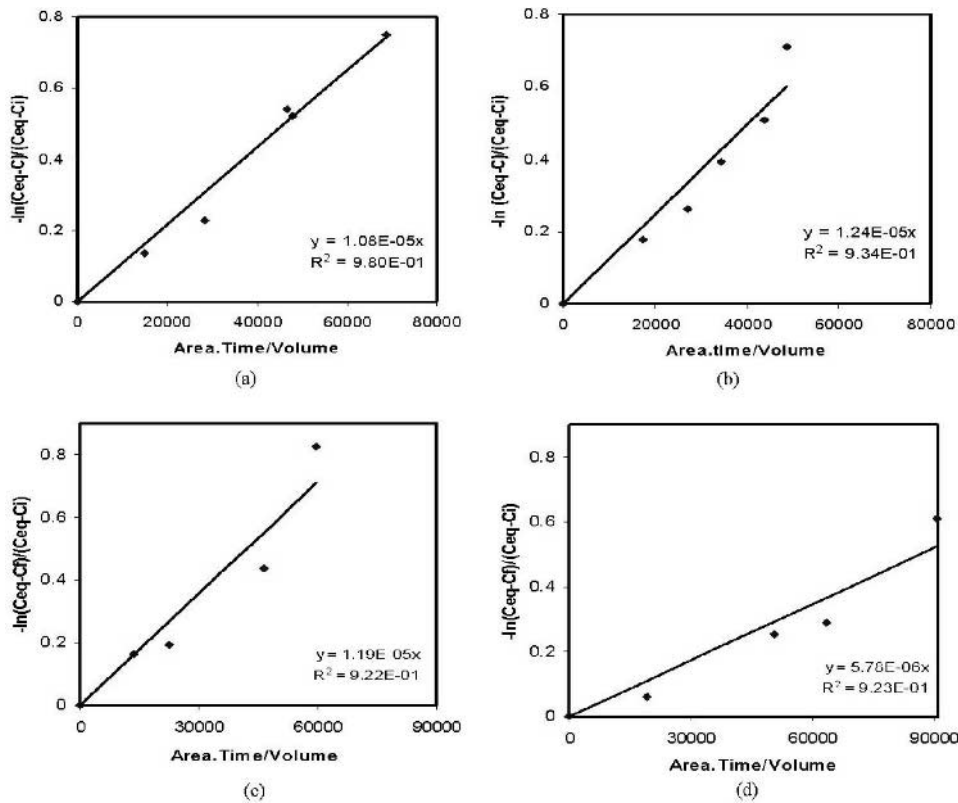 -ln(Ceq-C)/(Ceq-Ci)
0.8
0.6
0.4
0.2
0
y = 1.08E-05x
R² = 9.80E-01
0 20000 40000 60000 80000
Area.Time/Volume
(a)
-ln (Ceq-C)/(Ceq-Ci)
0.8
0.6
0.4
0.2
0
y = 1.24E-05x
R² = 9.34E-01
0 20000 40000 60000 80000
Area.time/Volume
(b)
-ln(Ceq-Cf)/(Ceq-Ci)
0.8
0.6
0.4
0.2
0
y = 1.19E-05x
R² = 9.22E-01
0 30000 60000 90000
Area.Time/Volume
(c)
-ln(Ceq-Cf)/(Ceq-Ci)
0.8
0.6
0.4
0.2
0
y = 5.78E-06x
R² = 9.23E-01
0 30000 60000 90000
Area.Time/Volume
(d)